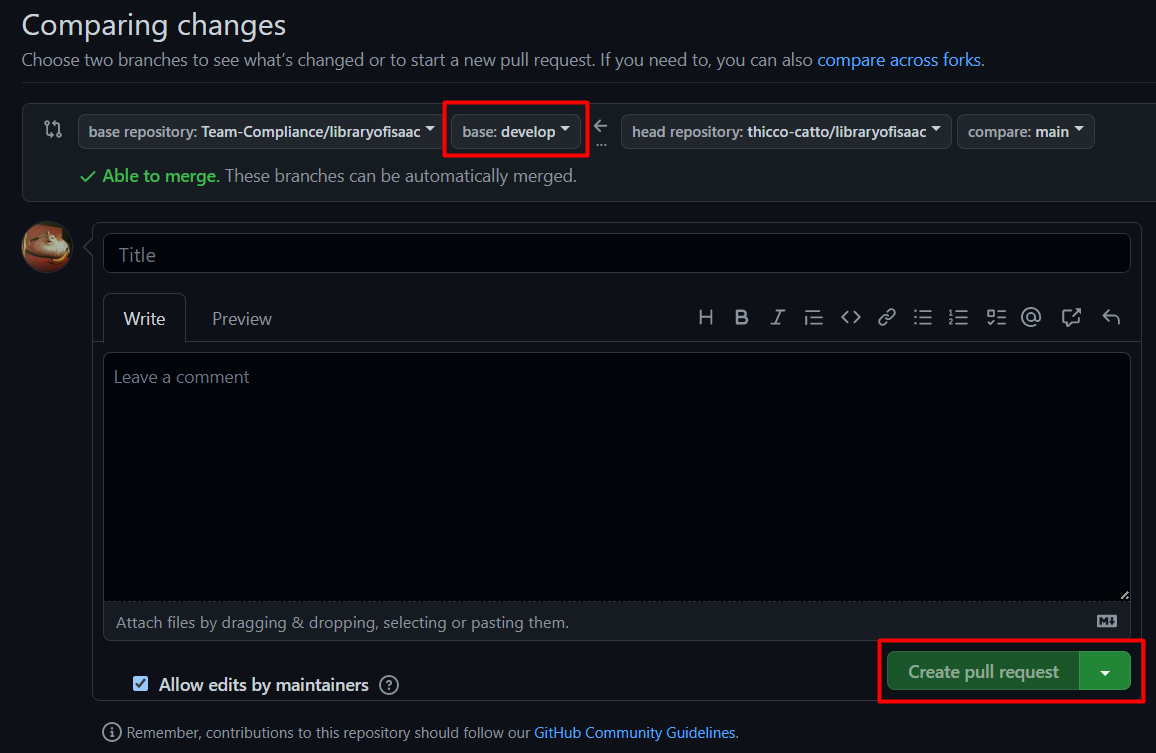 Comparing changes
Choose two branches to see what's changed or to start a new pull request. If you need to, you can also compare across forks.
base repository: Team-Compliance/libraryofisaac base: develop ... head repository: thicco-catto/libraryofisaac compare: main
Able to merge. These branches can be automatically merged.
Title
Write Preview H B I
Leave a comment
Attach files by dragging & dropping, selecting or pasting them.
Create pull request
Allow edits by maintainers ?
Remember, contributions to this repository should follow our GitHub Community Guidelines.